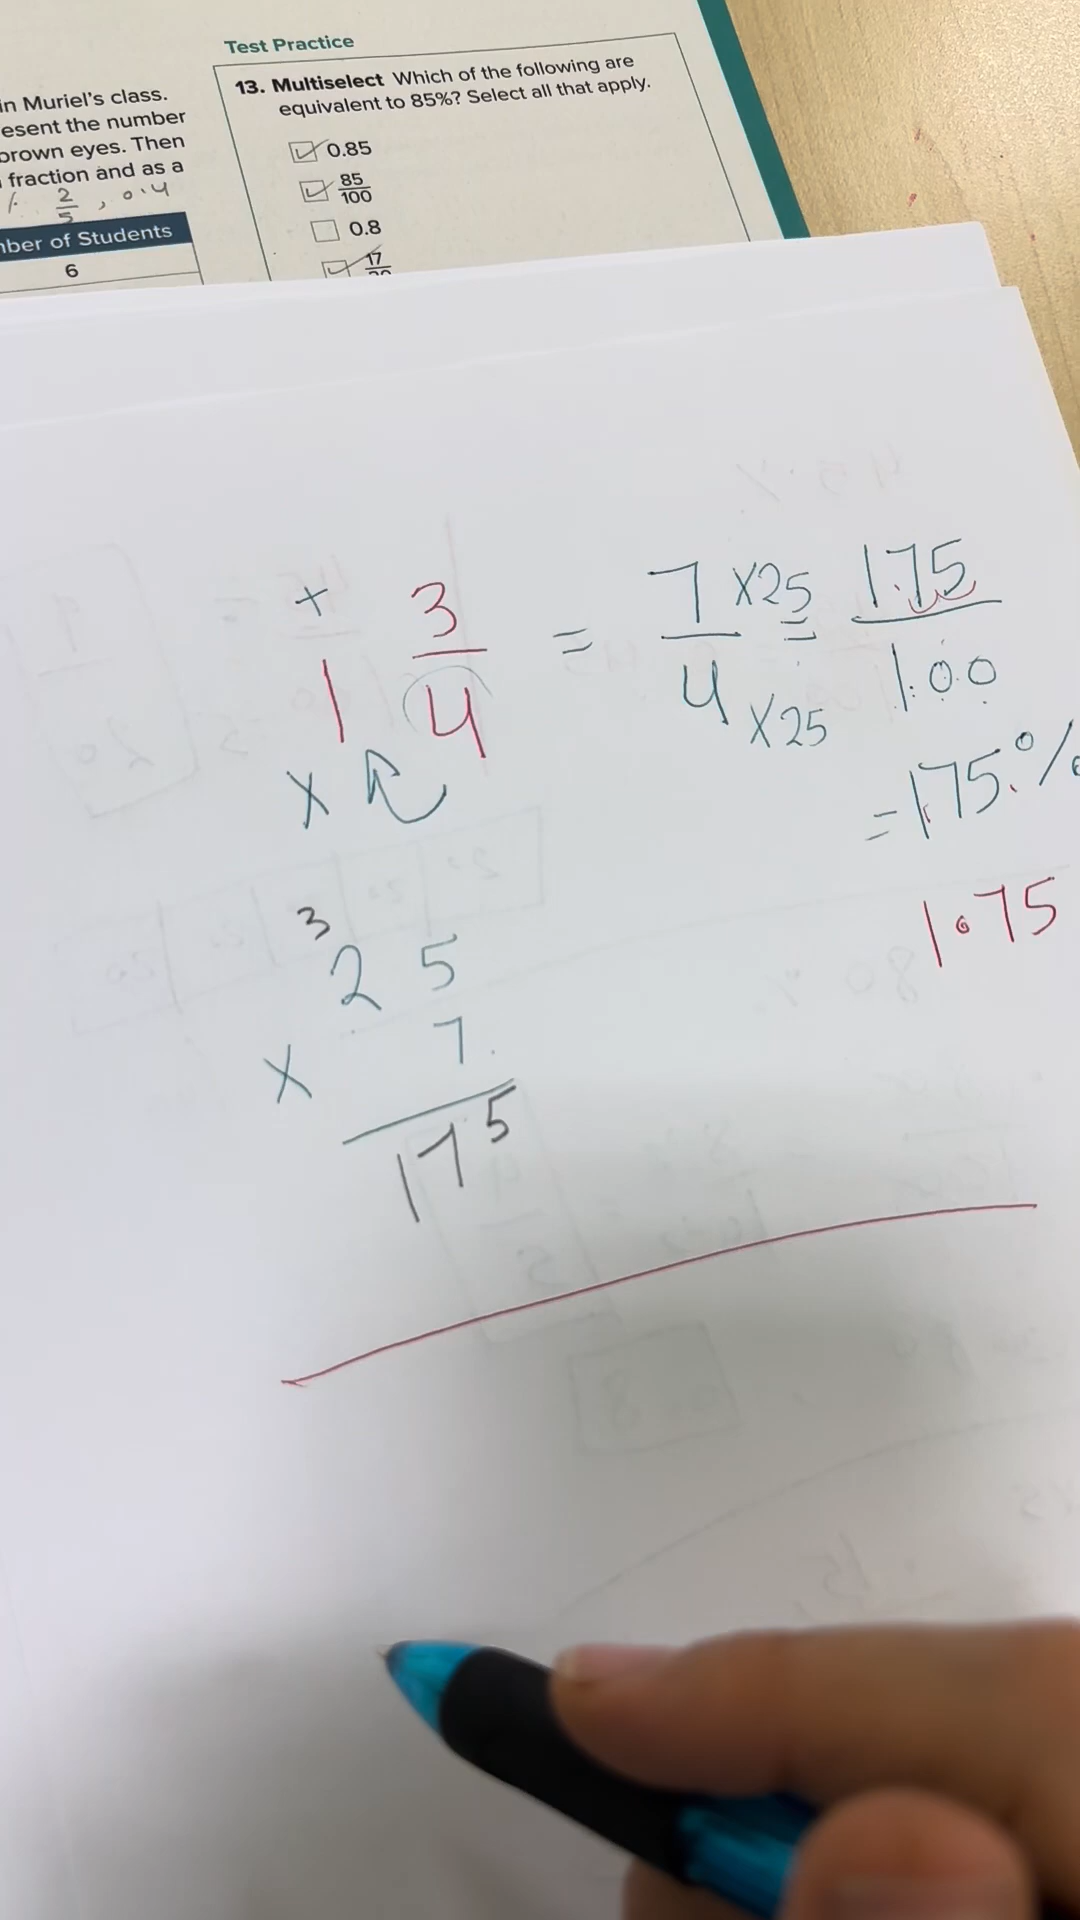 Test Practice
in Muriel's class.
esent the number
brown eyes. Then
fraction and as a
2/5 , 0.4
ber of Students
6
13. Multiselect Which of the following are
equivalent to 85%? Select all that apply.
0.85
85/100
0.8
17
+
1 3/4 = 7/4 x25 = 175
x25 1.00
x
=175.%
1.75
3
25
x 7.
175